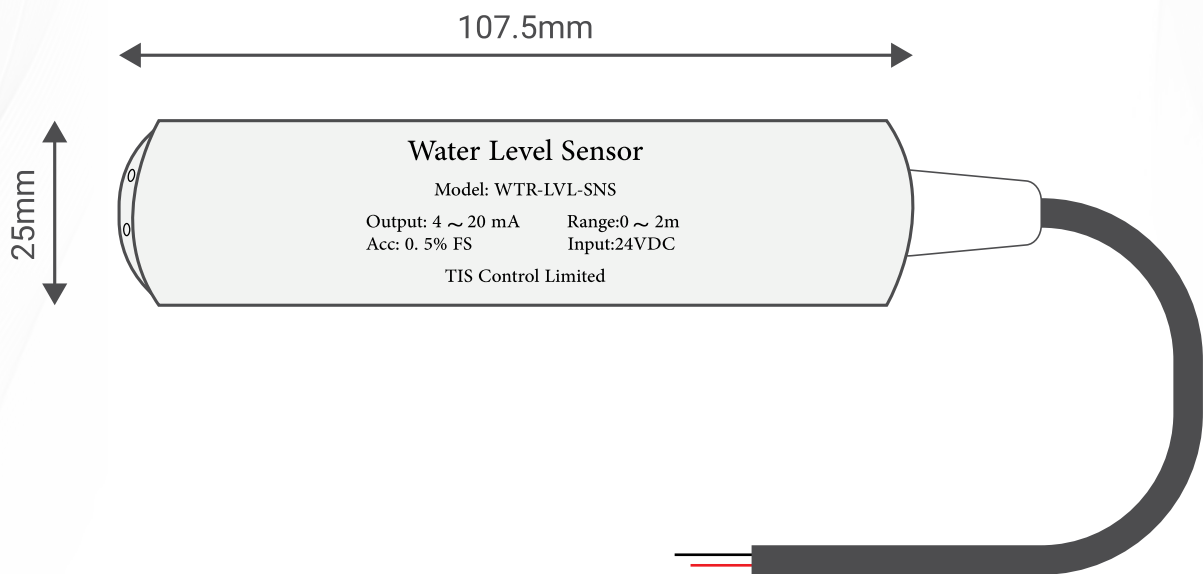 107.5mm
25mm
Water Level Sensor
Model: WTR-LVL-SNS
Output: 4 ~ 20 mA Range:0 ~ 2m
Acc: 0. 5% FS Input:24VDC
TIS Control Limited